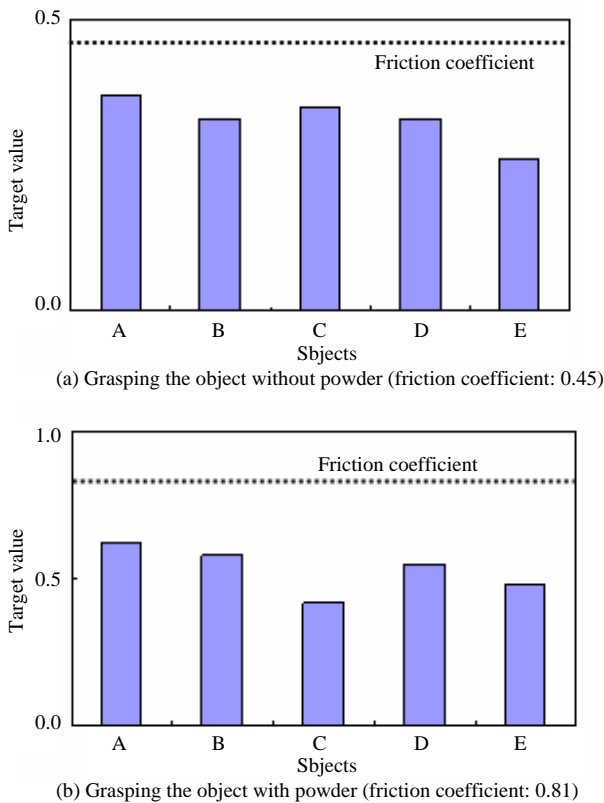 0.5
Friction coefficient
Target value
0.0
A B C D E
Sbjects
(a) Grasping the object without powder (friction coefficient: 0.45)
1.0
Friction coefficient
Target value
0.5
0.0
A B C D E
Sbjects
(b) Grasping the object with powder (friction coefficient: 0.81)